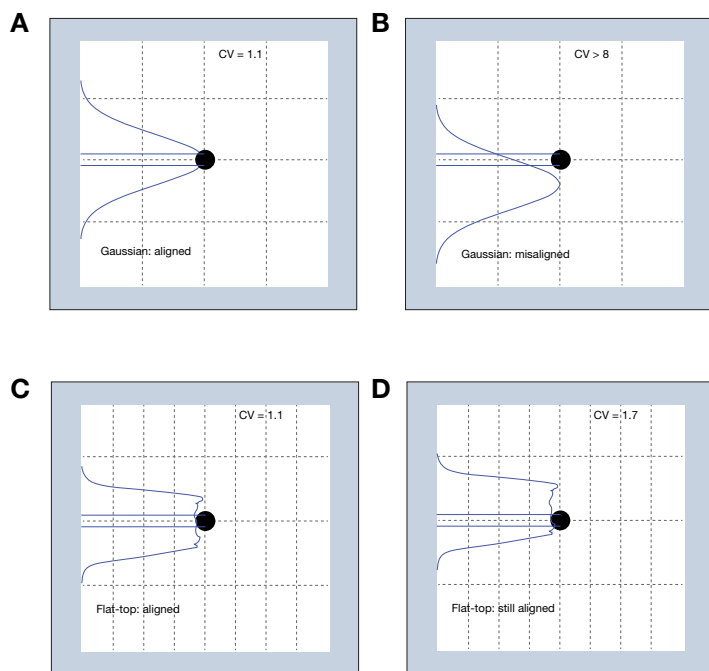 A
CV = 1.1
Gaussian: aligned
B
CV > 8
Gaussian: misaligned
C
CV = 1.1
Flat-top: aligned
D
CV = 1.7
Flat-top: still aligned